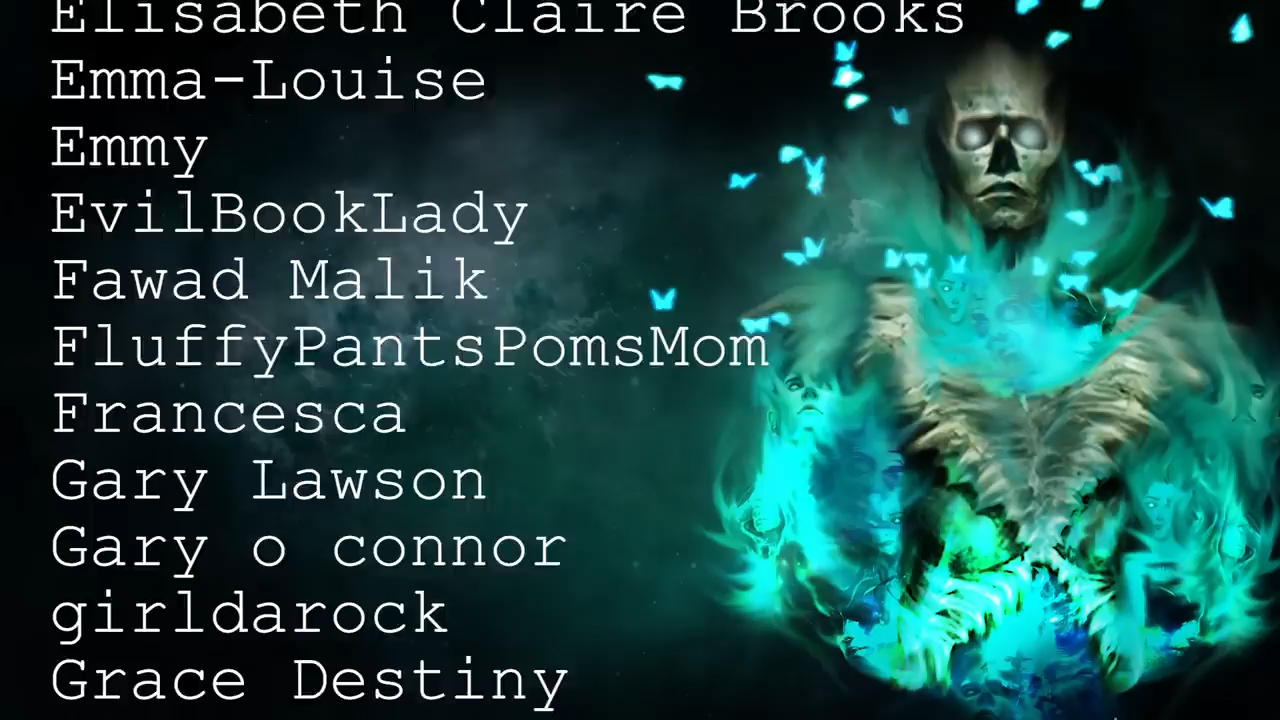 Elisabeth Claire Brooks
Emma-Louise
Emmy
EvilBookLady
Fawad Malik
FluffyPantsPomsMom
Francesca
Gary Lawson
Gary o connor
girldarock
Grace Destiny